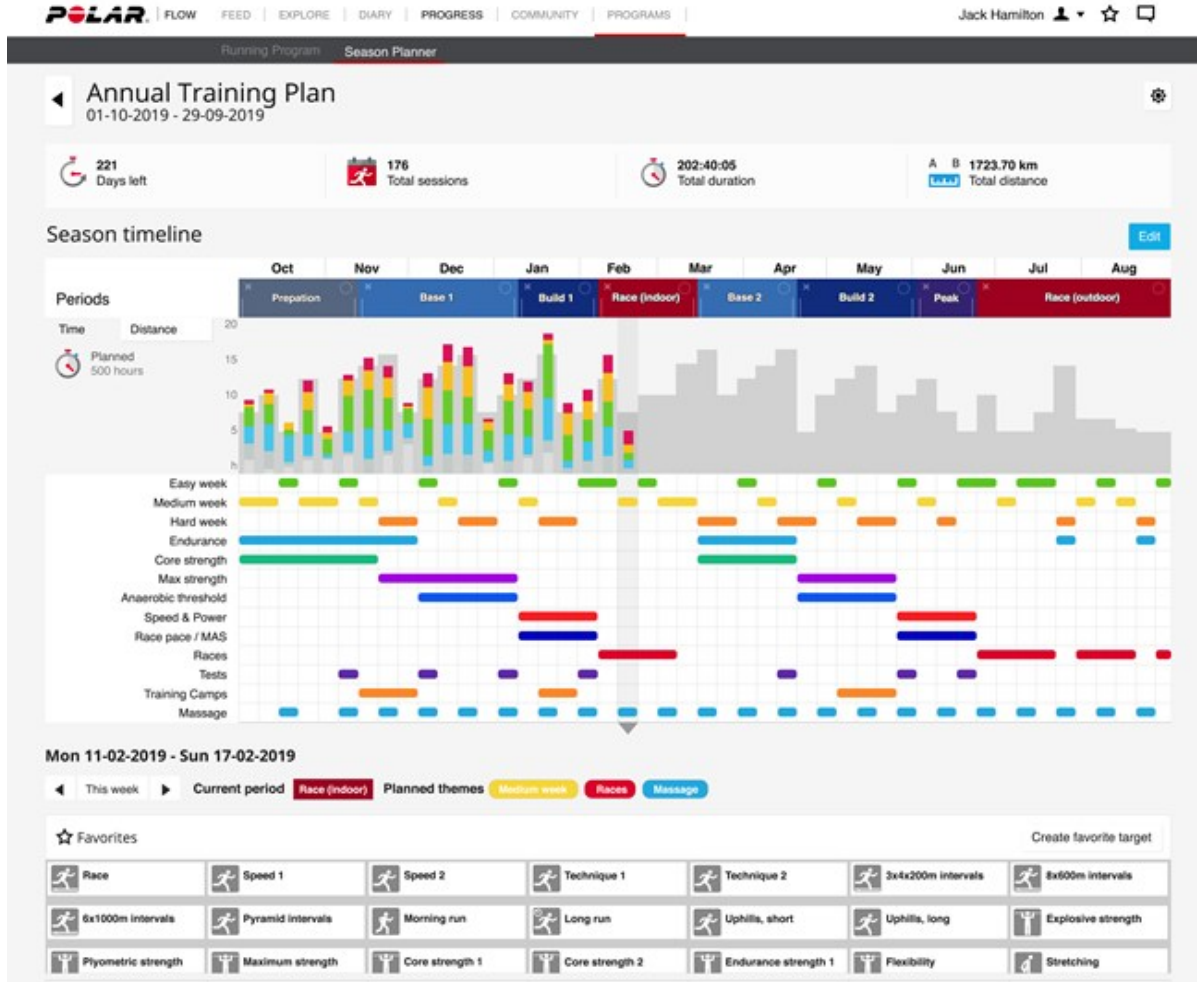 POLAR. FLOW FEED EXPLORE DIARY PROGRESS COMMUNITY PROGRAMS Jack Hamilton
Running Program Season Planner
Annual Training Plan
01-10-2019 - 29-09-2019
221 176 202:40:05 A B 1723.70 km
Days left Total sessions Total duration Total distance
Season timeline Edit
Oct Nov Dec Jan Feb Mar Apr May Jun Jul Aug
Periods Prepation Base 1 Build 1 Race (indoor) Base 2 Build 2 Peak Race (outdoor)
Time Distance 20
Planned
500 hours
15
10
5
h
Easy week
Medium week
Hard week
Endurance
Core strength
Max strength
Anaerobic threshold
Speed & Power
Race pace / MAS
Races
Tests
Training Camps
Massage
Mon 11-02-2019 - Sun 17-02-2019
This week Current period Race (indoor) Planned themes Medium week Races Massage
Favorites Create favorite target
Race Speed 1 Speed 2 Technique 1 Technique 2 3x4x200m intervals 8x600m intervals
6x1000m intervals Pyramid intervals Morning run Long run Uphills, short Uphills, long Explosive strength
Plyometric strength Maximum strength Core strength 1 Core strength 2 Endurance strength 1 Flexibility Stretching